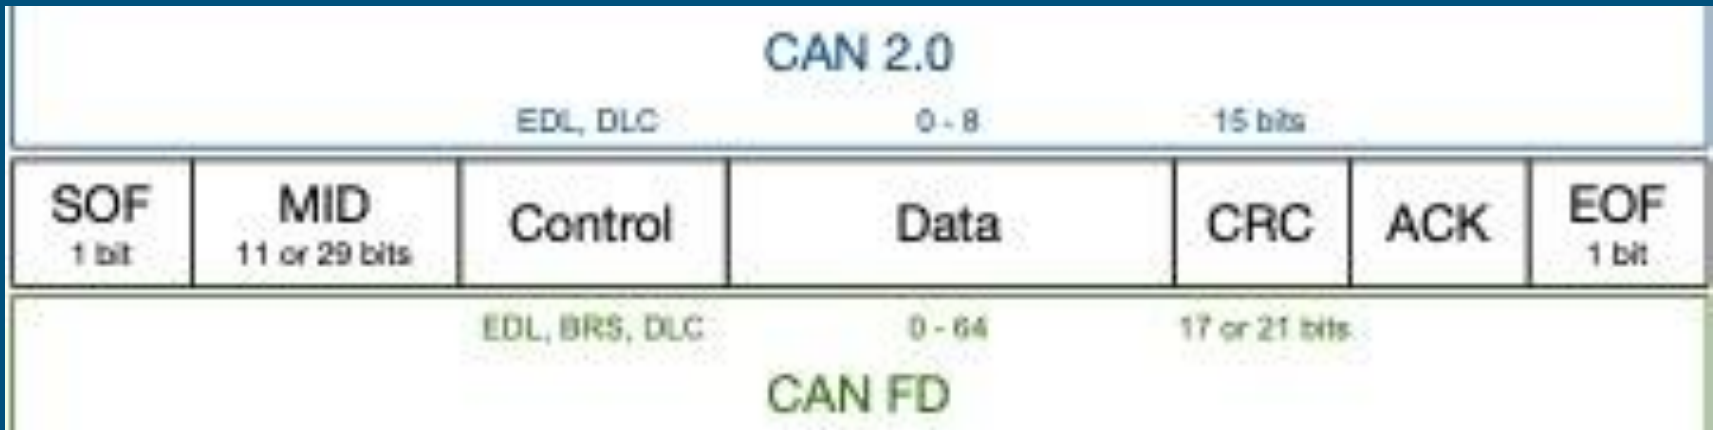 CAN 2.0
EDL, DLC 0 - 8 15 bits
SOF MID Control Data CRC ACK EOF
1 bit 11 or 29 bits 1 bit
EDL, BRS, DLC 0 - 64 17 or 21 bits
CAN FD